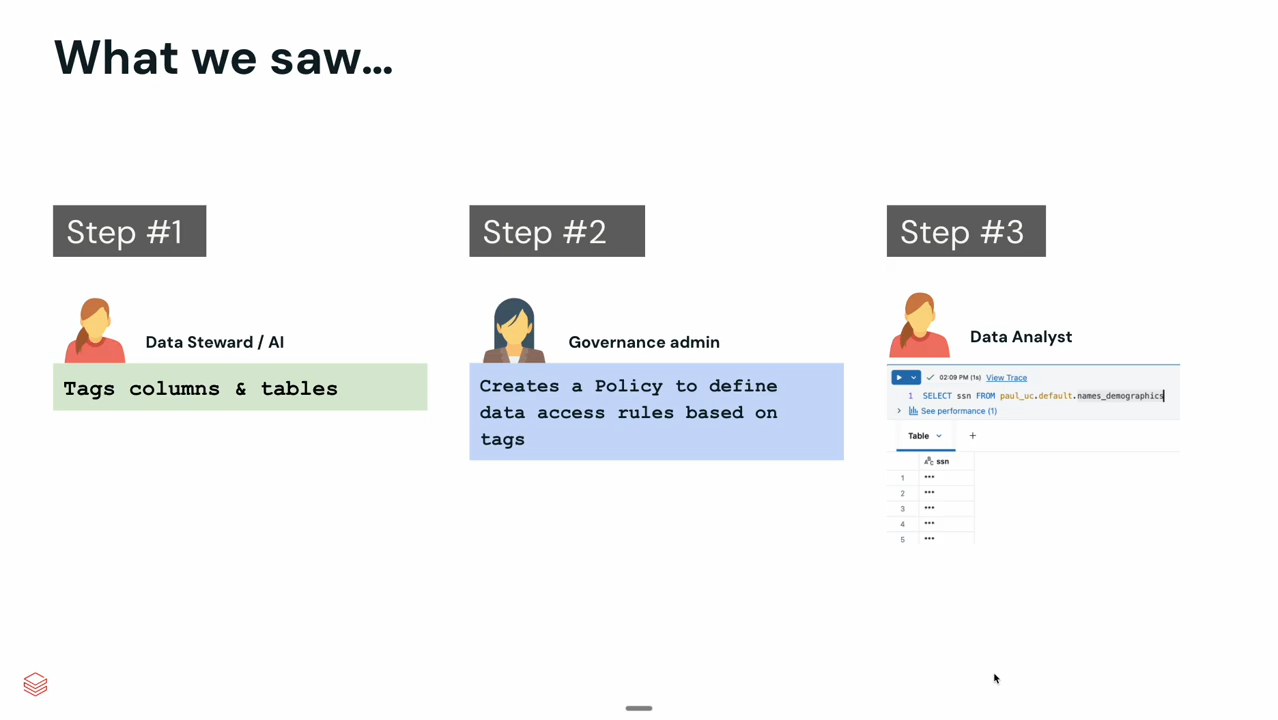 What we saw...
Step #1
Data Steward / AI
Tags columns & tables
Step #2
Governance admin
Creates a Policy to define
data access rules based on
tags
Step #3
Data Analyst
02:09 PM (1s) View Trace
1 SELECT ssn FROM paul_uc.default.names_demographics
See performance (1)
Table +
ABC ssn
1 •••
2 •••
3 •••
4 •••
5 •••